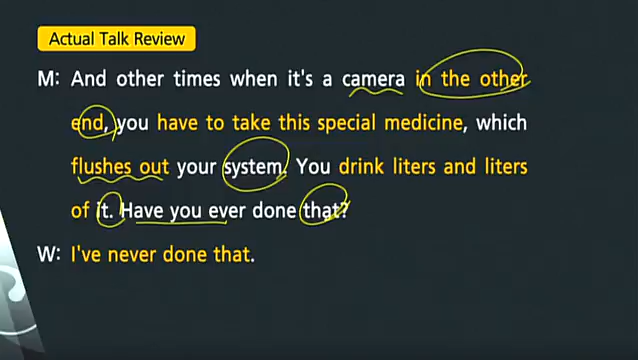 Actual Talk Review
M: And other times when it's a camera in the other
end, you have to take this special medicine, which
flushes out your system. You drink liters and liters
of it. Have you ever done that?
W: I've never done that.